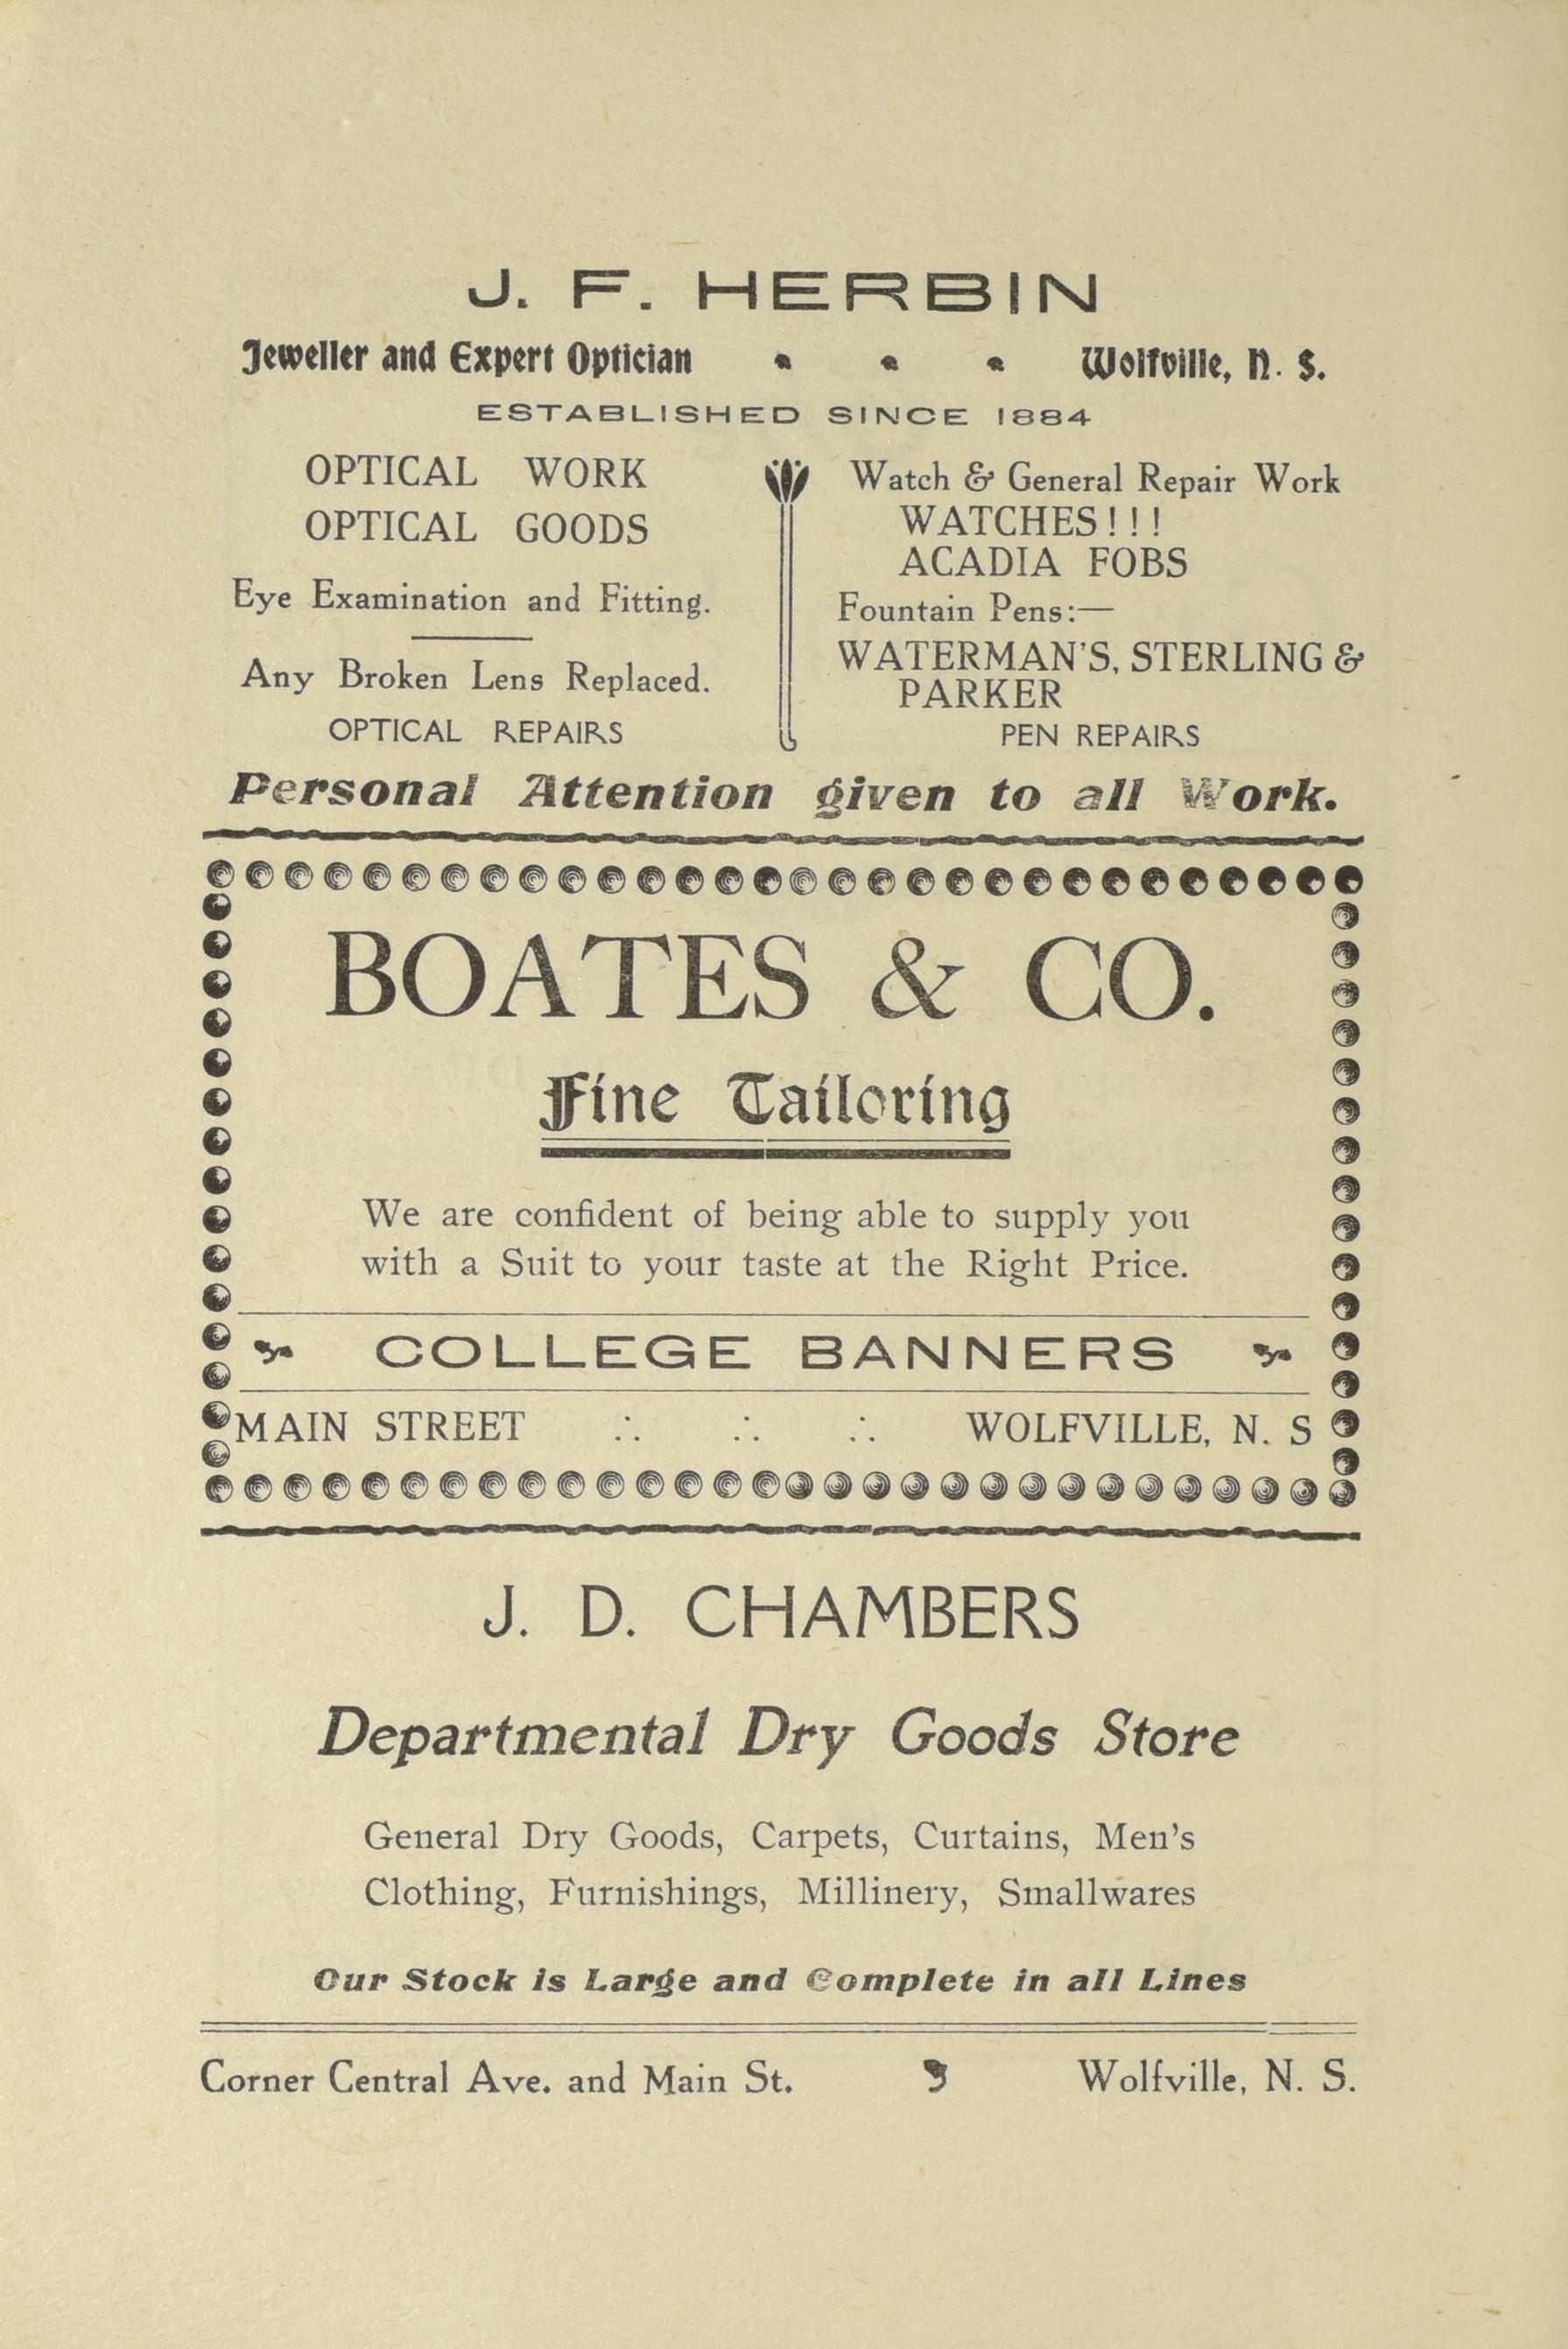 J. F. HERBIN
Jeweller and Expert Optician Wolfville, N. S.
ESTABLISHED SINCE 1884
OPTICAL WORK
OPTICAL GOODS
Eye Examination and Fitting.
Any Broken Lens Replaced.
OPTICAL REPAIRS
Watch & General Repair Work
WATCHES!!!
ACADIA FOBS
Fountain Pens:—
WATERMAN'S, STERLING &
PARKER
PEN REPAIRS
Personal Attention given to all Work.
BOATES & CO.
Fine Tailoring
We are confident of being able to supply you
with a Suit to your taste at the Right Price.
COLLEGE BANNERS
MAIN STREET ∴ ∴ ∴ WOLFVILLE, N. S
J. D. CHAMBERS
Departmental Dry Goods Store
General Dry Goods, Carpets, Curtains, Men's
Clothing, Furnishings, Millinery, Smallwares
Our Stock is Large and Complete in all Lines
Corner Central Ave. and Main St. Wolfville, N. S.